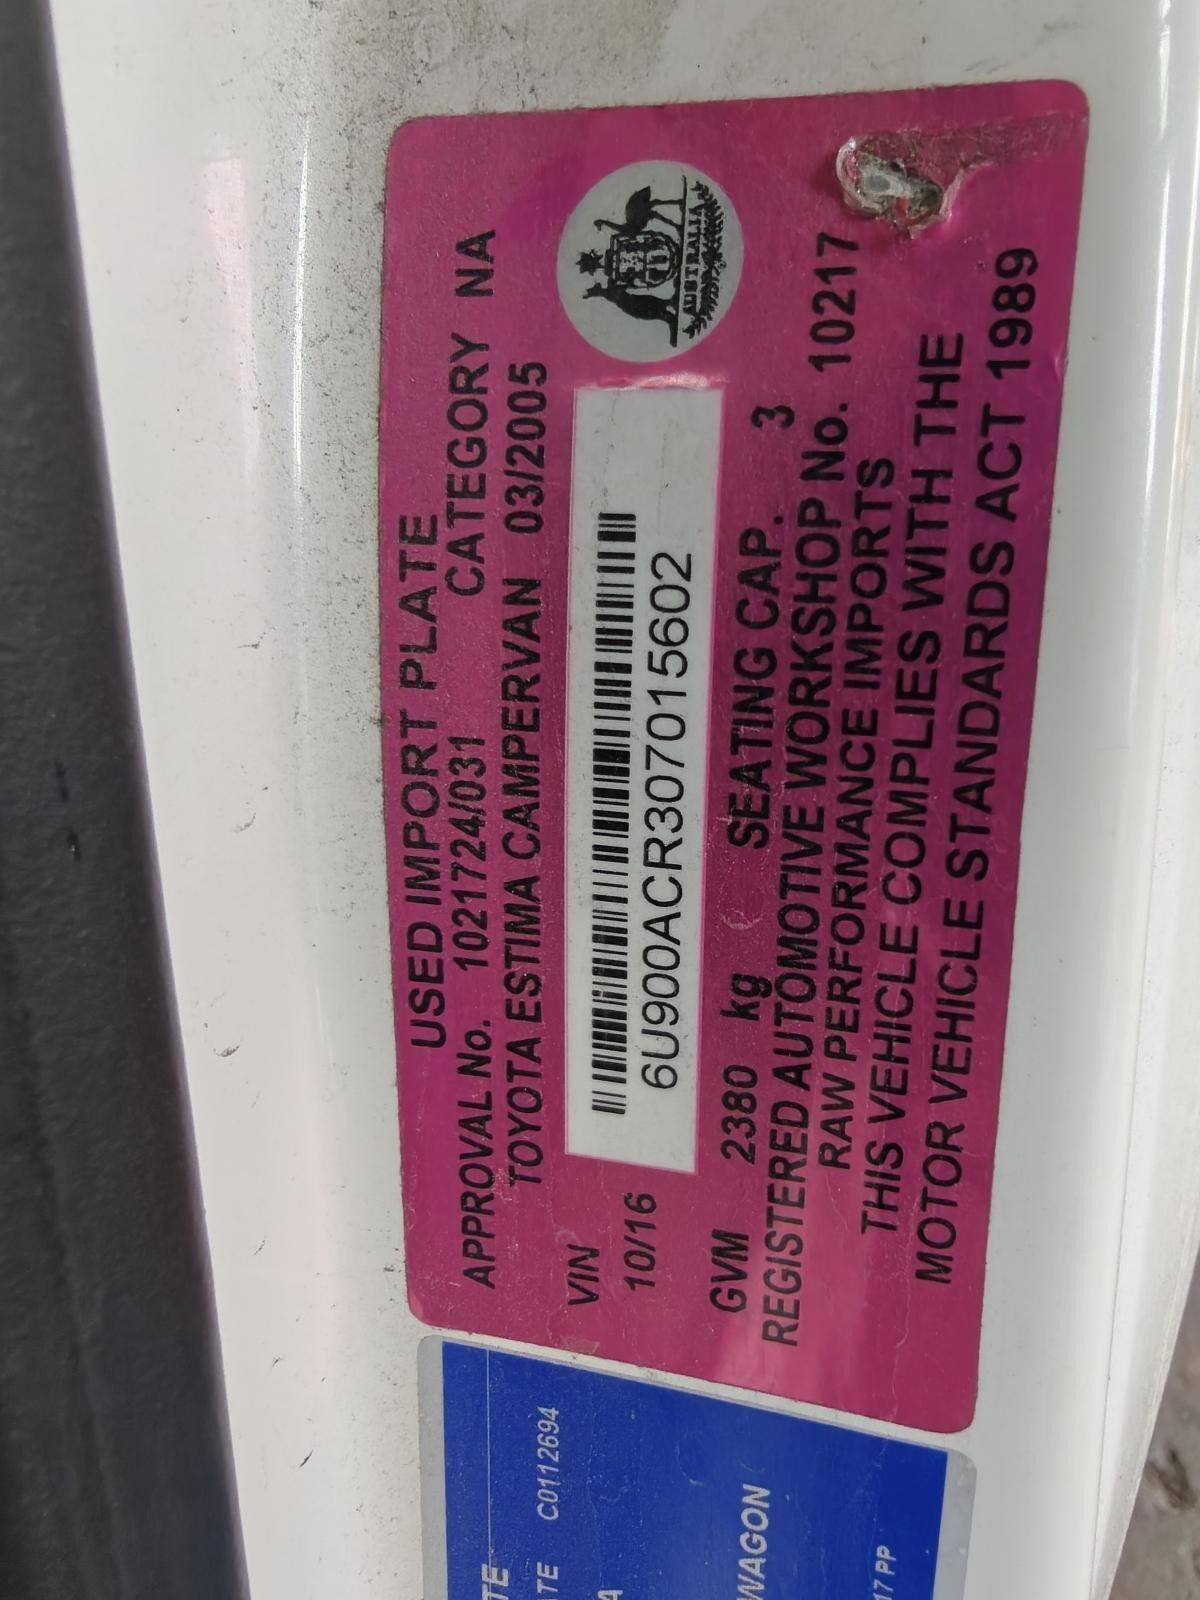 USED IMPORT PLATE
APPROVAL No. 1021724/031 CATEGORY NA
TOYOTA ESTIMA CAMPERVAN 03/2005
AUSTRALIA
VIN
10/16
6U900ACR307015602
GVM 2380 kg SEATING CAP. 3
REGISTERED AUTOMOTIVE WORKSHOP No. 10217
RAW PERFORMANCE IMPORTS
THIS VEHICLE COMPLIES WITH THE
MOTOR VEHICLE STANDARDS ACT 1989
C0112694
WAGON
17 PP